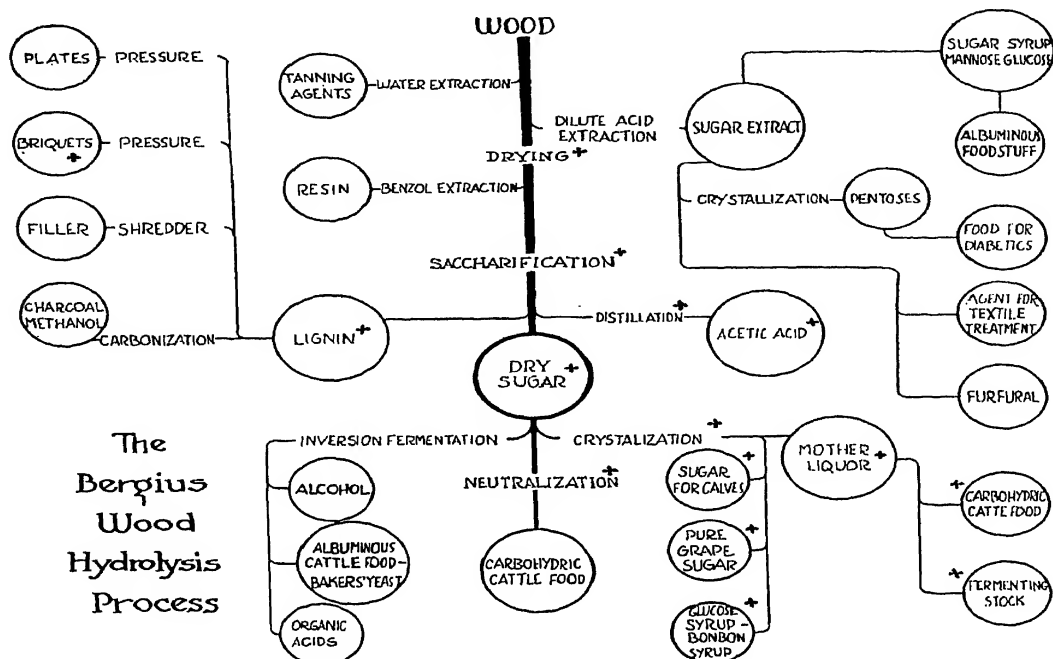 WOOD
PLATES
PRESSURE
BRIQUETS +
PRESSURE
FILLER
SHREDDER
CHARCOAL
METHANOL
CARBONIZATION
LIGNIN +
TANNING
AGENTS
WATER EXTRACTION
DILUTE ACID
EXTRACTION
SUGAR EXTRACT
SUGAR SYRUP
MANNOSE GLUCOSE
ALBUMINOUS
FOODSTUFF
DRYING +
RESIN
BENZOL EXTRACTION
CRYSTALLIZATION
PENTOSES
FOOD FOR
DIABETICS
AGENT FOR
TEXTILE
TREATMENT
FURFURAL
SACCHARIFICATION +
DISTILLATION +
ACETIC ACID +
DRY +
SUGAR
INVERSION FERMENTATION
ALCOHOL
ALBUMINOUS
CATTLE FOOD-
BAKERS' YEAST
ORGANIC
ACIDS
NEUTRALIZATION +
CARBOHYDRIC
CATTLE FOOD
CRYSTALIZATION +
MOTHER +
LIQUOR
SUGAR +
FOR CALVES
PURE +
GRAPE
SUGAR
GLUCOSE +
SYRUP-
BONBON
SYRUP
+ CARBOHYDRIC
CATTE FOOD
+ FERMENTING
STOCK
The
Bergius
Wood
Hydrolysis
Process